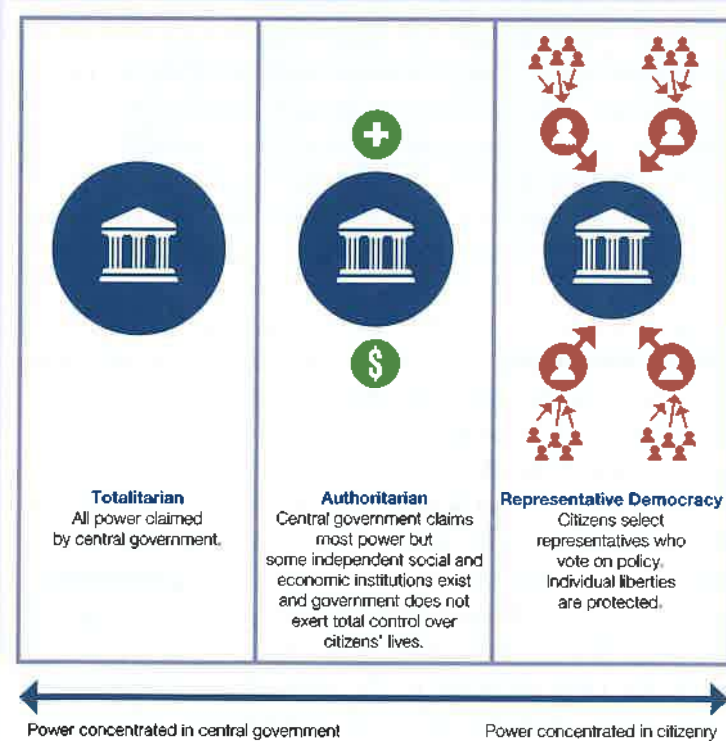 $
Totalitarian
All power claimed
by central government.
Authoritarian
Central government claims
most power but
some independent social and
economic institutions exist
and government does not
exert total control over
citizens' lives.
Representative Democracy
Citizens select
representatives who
vote on policy.
Individual liberties
are protected.
Power concentrated in central government
Power concentrated in citizenry